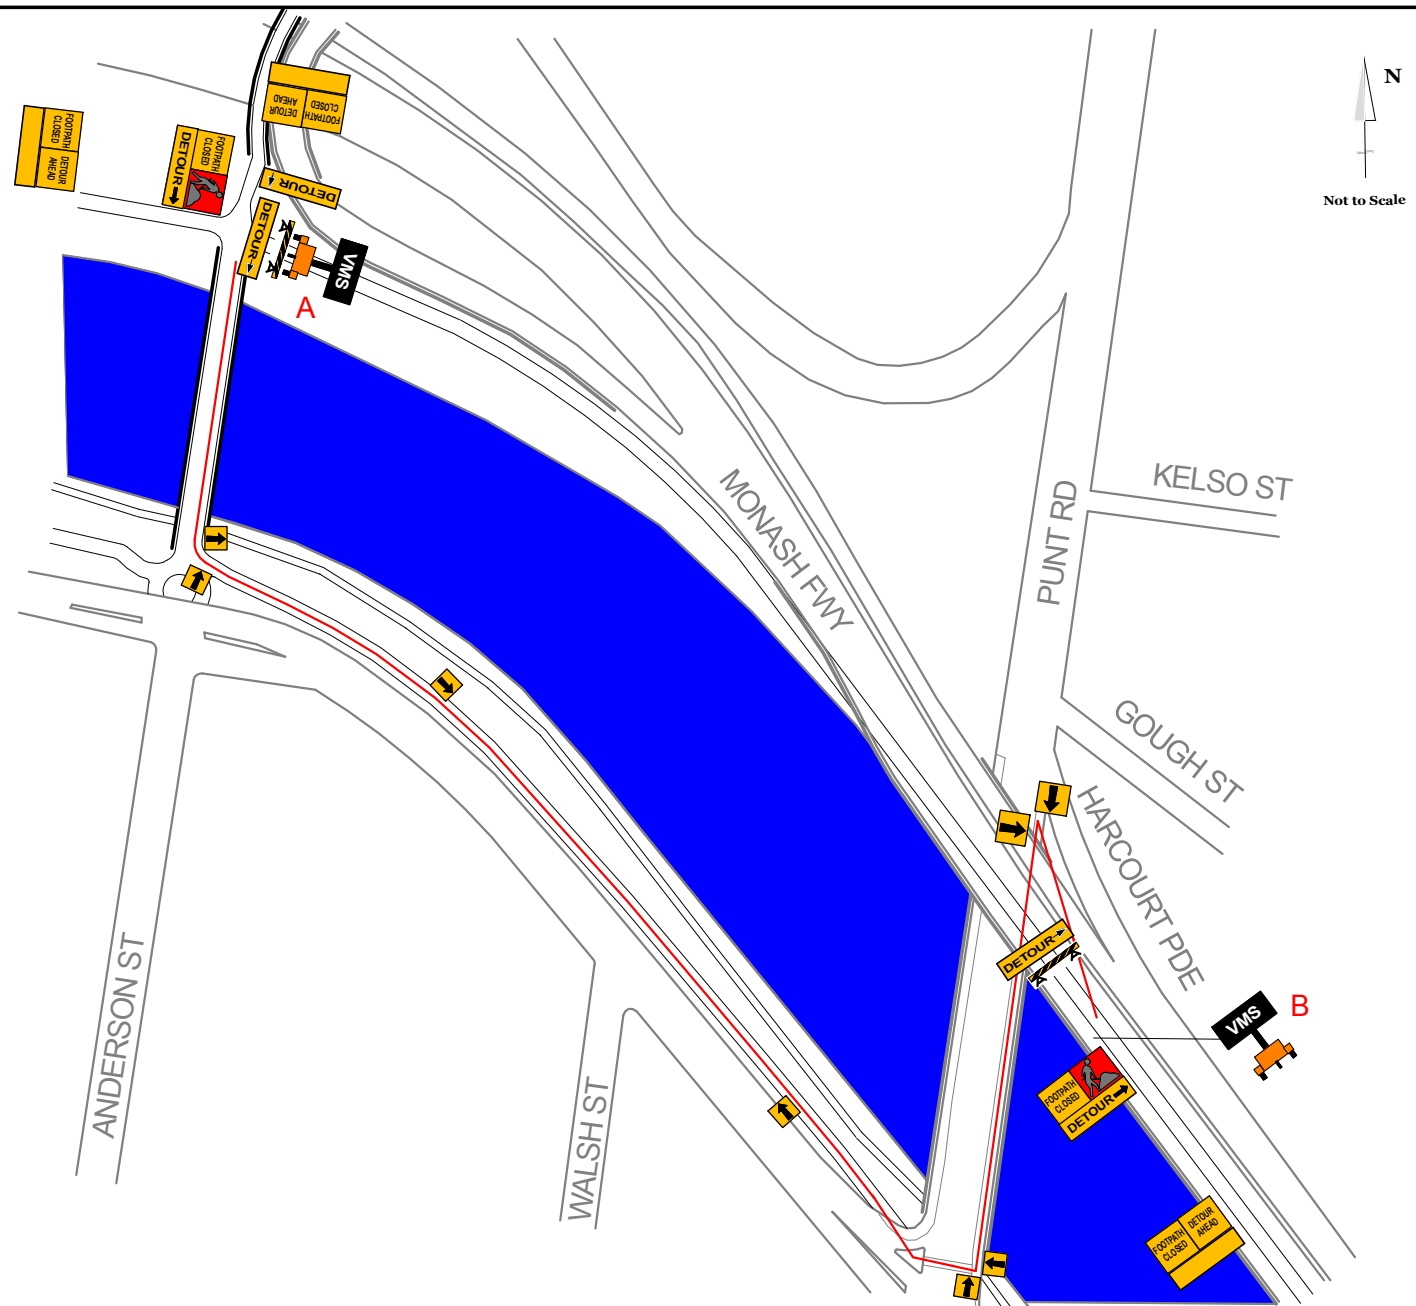 N
Not to Scale
FOOTPATH
CLOSED
DETOUR
AHEAD
FOOTPATH
CLOSED
DETOUR
AHEAD
FOOTPATH
CLOSED
DETOUR
DETOUR
DETOUR
VMS
A
MONASH FWY
PUNT RD
KELSO ST
GOUGH ST
HARCOURT PDE
ANDERSON ST
WALSH ST
DETOUR
VMS
B
FOOTPATH
CLOSED
DETOUR
FOOTPATH
CLOSED
DETOUR
AHEAD